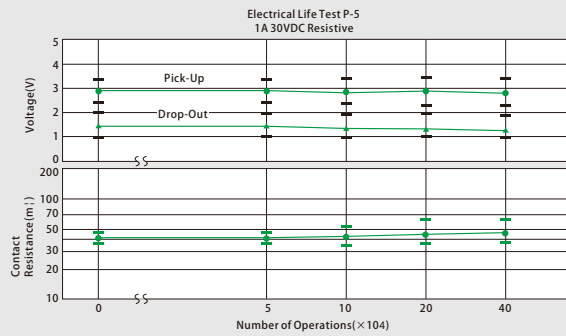 Electrical Life Test P-5
1A 30VDC Resistive
5
4
3
2
1
0
Voltage(V)
Pick-Up
Drop-Out
200
100
70
50
30
20
10
Contact
Resistance(m¡)
0
5
10
20
40
Number of Operations(×104)